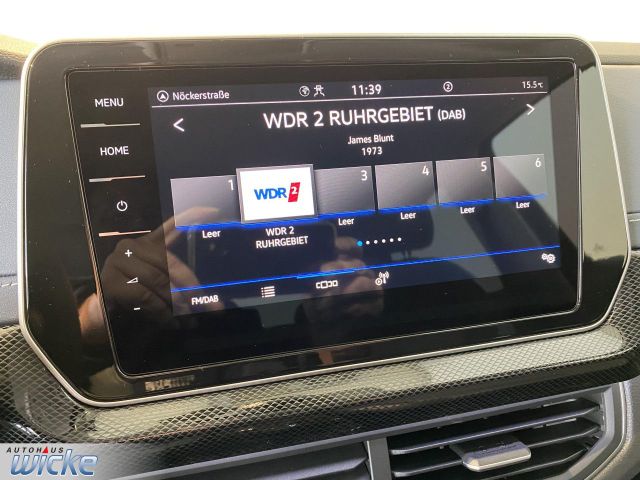 MENU
HOME
Nöckerstraße
11:39
2
15.5°C
< WDR 2 RUHRGEBIET (DAB) >
James Blunt
1973
1
WDR 2
3
4
5
6
Leer
WDR 2
RUHRGEBIET
Leer
Leer
Leer
Leer
+
-
FM/DAB
AUTOHAUS
WICKE